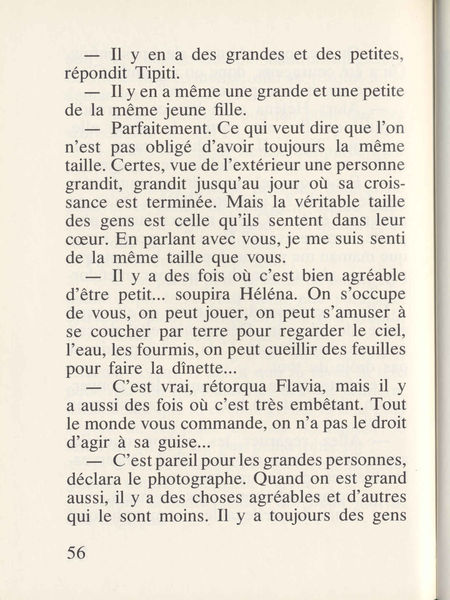 — Il y en a des grandes et des petites,
répondit Tipiti.
— Il y en a même une grande et une petite
de la même jeune fille.
— Parfaitement. Ce qui veut dire que l'on
n'est pas obligé d'avoir toujours la même
taille. Certes, vue de l'extérieur une personne
grandit, grandit jusqu'au jour où sa crois-
sance est terminée. Mais la véritable taille
des gens est celle qu'ils sentent dans leur
cœur. En parlant avec vous, je me suis senti
de la même taille que vous.
— Il y a des fois où c'est bien agréable
d'être petit... soupira Héléna. On s'occupe
de vous, on peut jouer, on peut s'amuser à
se coucher par terre pour regarder le ciel,
l'eau, les fourmis, on peut cueillir des feuilles
pour faire la dînette...
— C'est vrai, rétorqua Flavia, mais il y
a aussi des fois où c'est très embêtant. Tout
le monde vous commande, on n'a pas le droit
d'agir à sa guise...
— C'est pareil pour les grandes personnes,
déclara le photographe. Quand on est grand
aussi, il y a des choses agréables et d'autres
qui le sont moins. Il y a toujours des gens
56